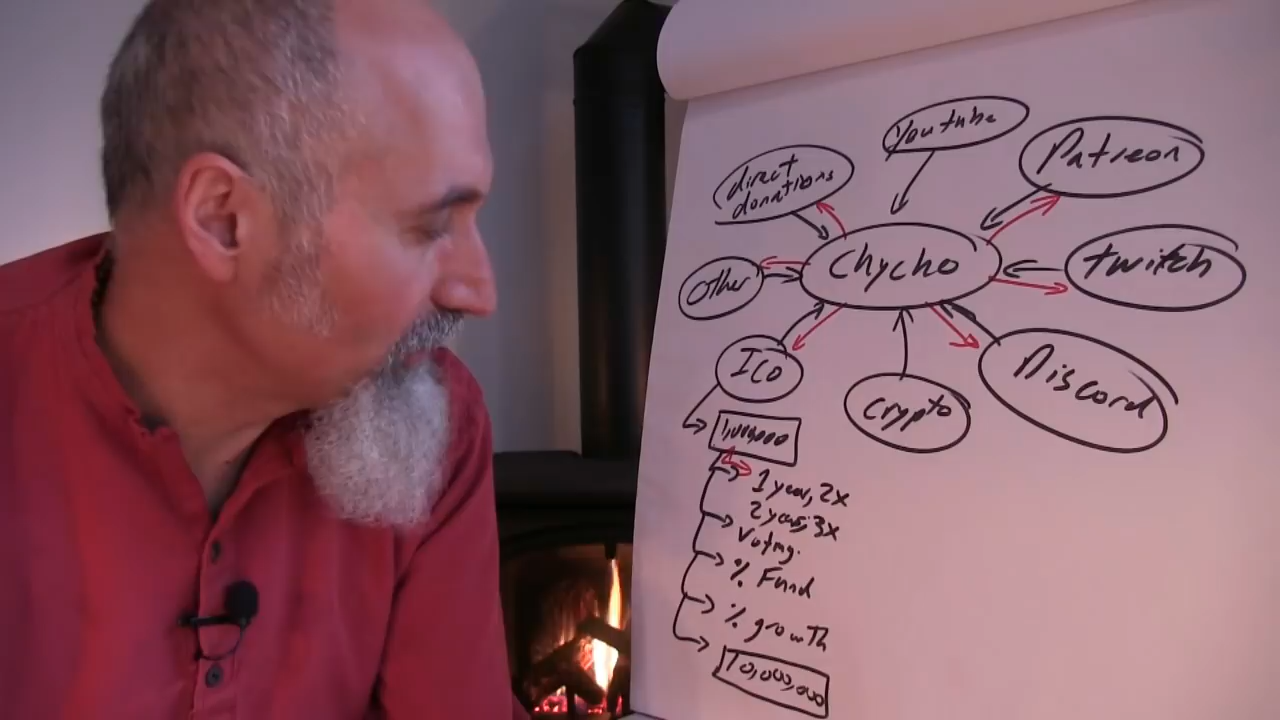 Youtube
Patreon
direct
donations
chycho
twitch
other
ICO
crypto
Discord
1,000,000
1 year, 2x
2 years, 3x
Voting.
% Fund
% growth
10,000,000